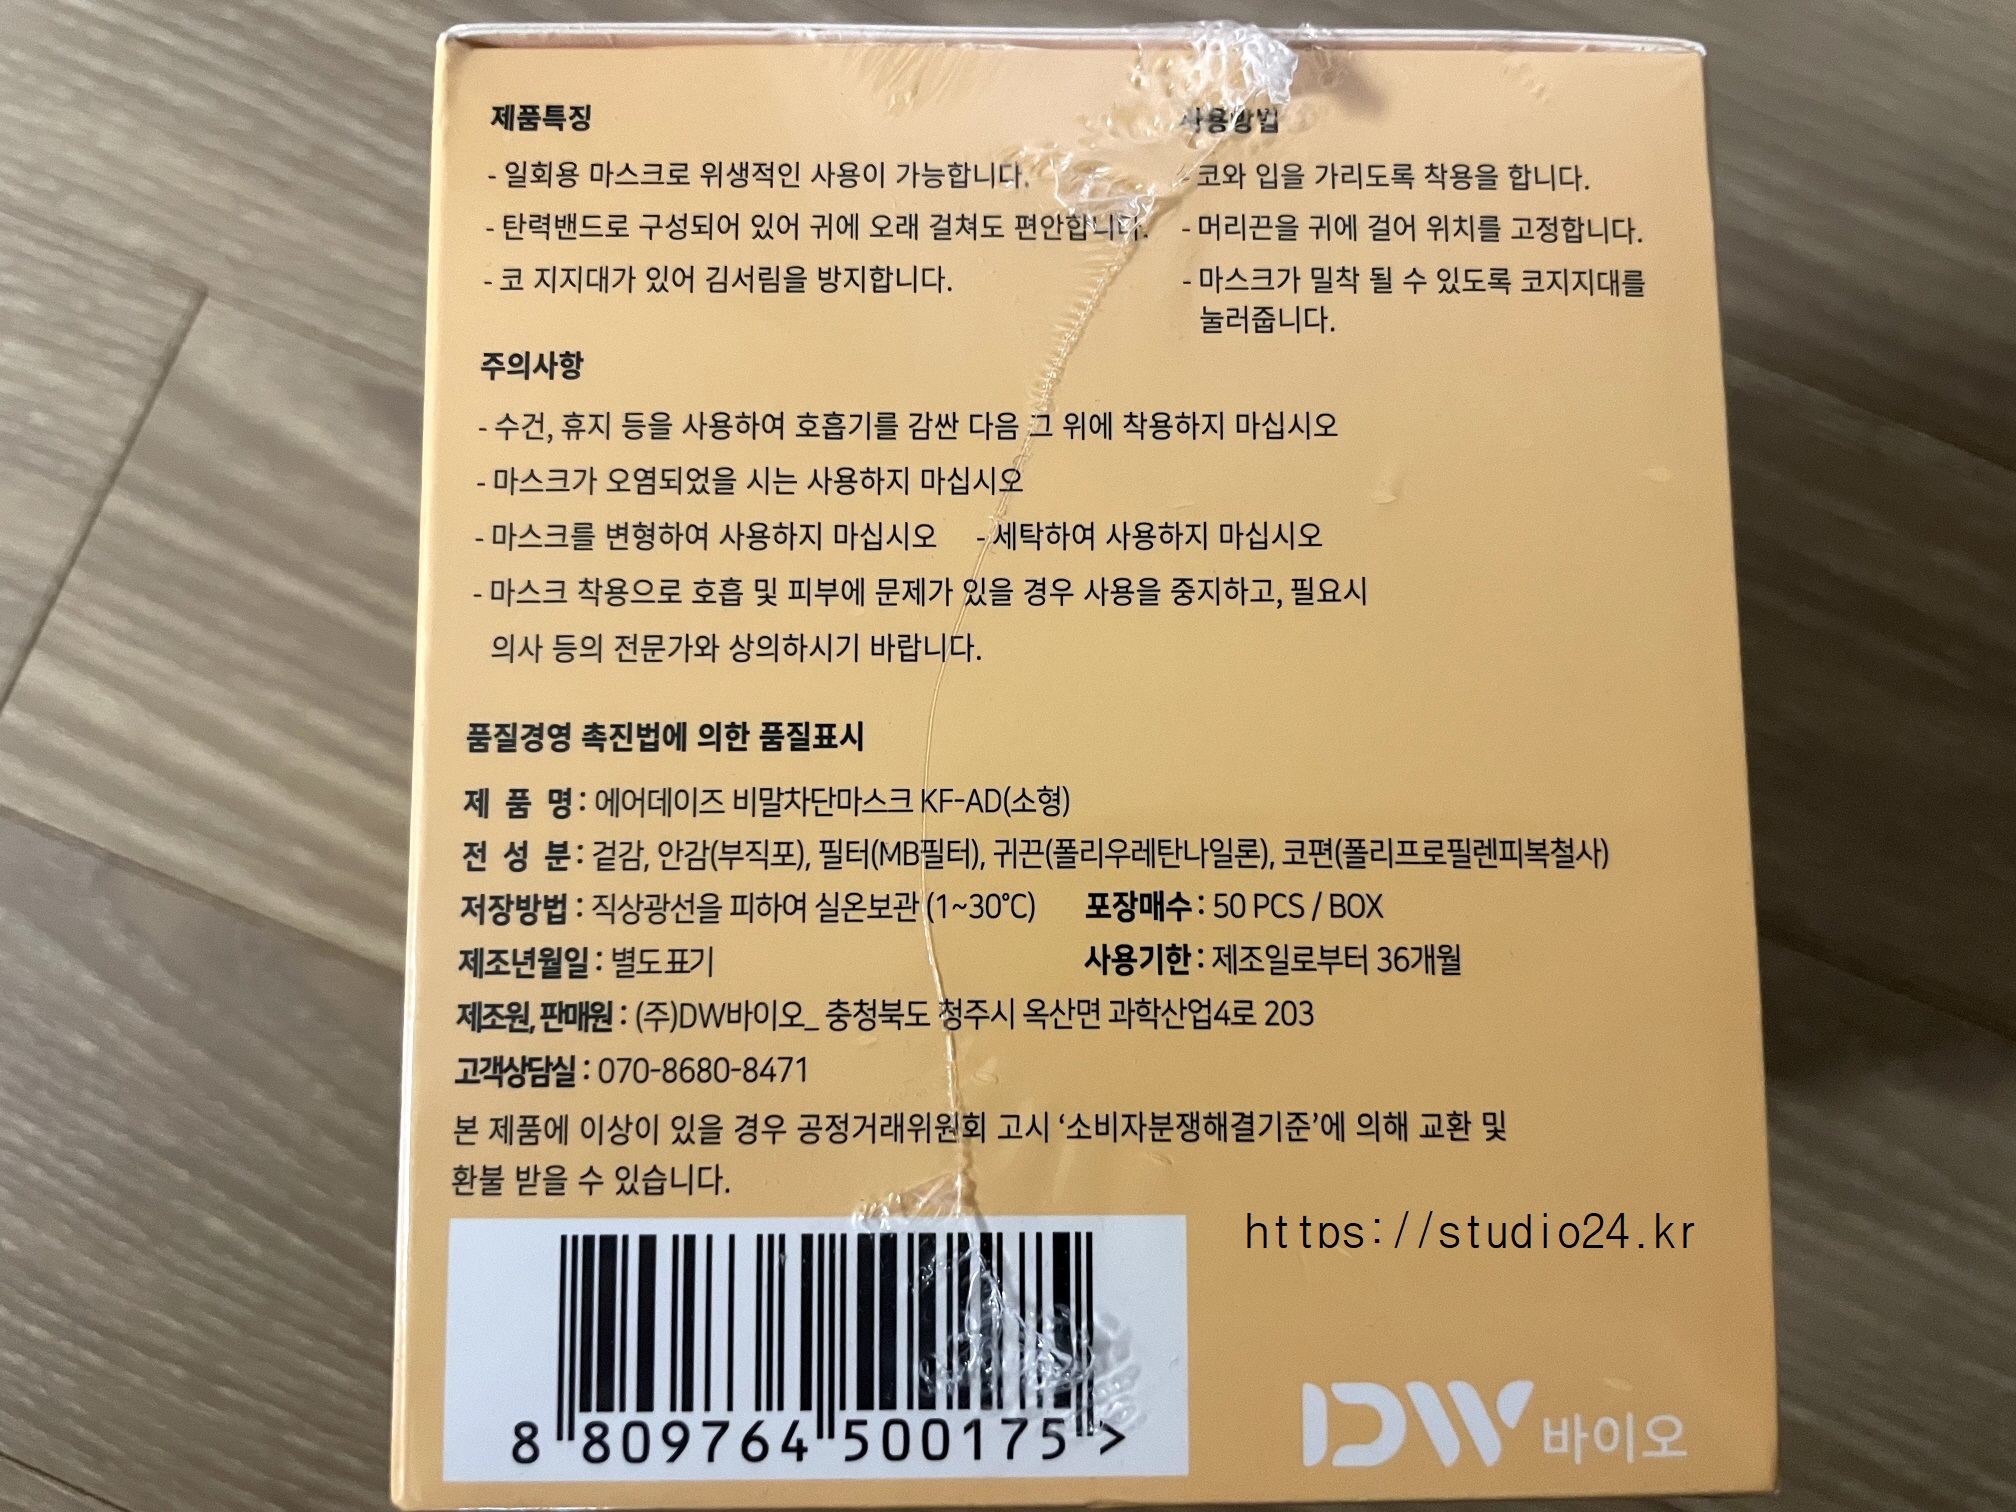 제품특징
- 일회용 마스크로 위생적인 사용이 가능합니다.
- 탄력밴드로 구성되어 있어 귀에 오래 걸쳐도 편안합니다.
- 코 지지대가 있어 김서림을 방지합니다.
사용방법
- 코와 입을 가리도록 착용을 합니다.
- 머리끈을 귀에 걸어 위치를 고정합니다.
- 마스크가 밀착 될 수 있도록 코지지대를
눌러줍니다.
주의사항
- 수건, 휴지 등을 사용하여 호흡기를 감싼 다음 그 위에 착용하지 마십시오
- 마스크가 오염되었을 시는 사용하지 마십시오
- 마스크를 변형하여 사용하지 마십시오 - 세탁하여 사용하지 마십시오
- 마스크 착용으로 호흡 및 피부에 문제가 있을 경우 사용을 중지하고, 필요시
의사 등의 전문가와 상의하시기 바랍니다.
품질경영 촉진법에 의한 품질표시
제 품 명 : 에어데이즈 비말차단마스크 KF-AD(소형)
전 성 분 : 겉감, 안감(부직포), 필터(MB필터), 귀끈(폴리우레탄나일론), 코편(폴리프로필렌피복철사)
저장방법 : 직상광선을 피하여 실온보관 (1~30°C) 포장매수 : 50 PCS / BOX
제조년월일 : 별도표기 사용기한 : 제조일로부터 36개월
제조원, 판매원 : (주)DW바이오_ 충청북도 청주시 옥산면 과학산업4로 203
고객상담실 : 070-8680-8471
본 제품에 이상이 있을 경우 공정거래위원회 고시 ‘소비자분쟁해결기준’에 의해 교환 및
환불 받을 수 있습니다.
https://studio24.kr
8 809764 500175 >
DW 바이오